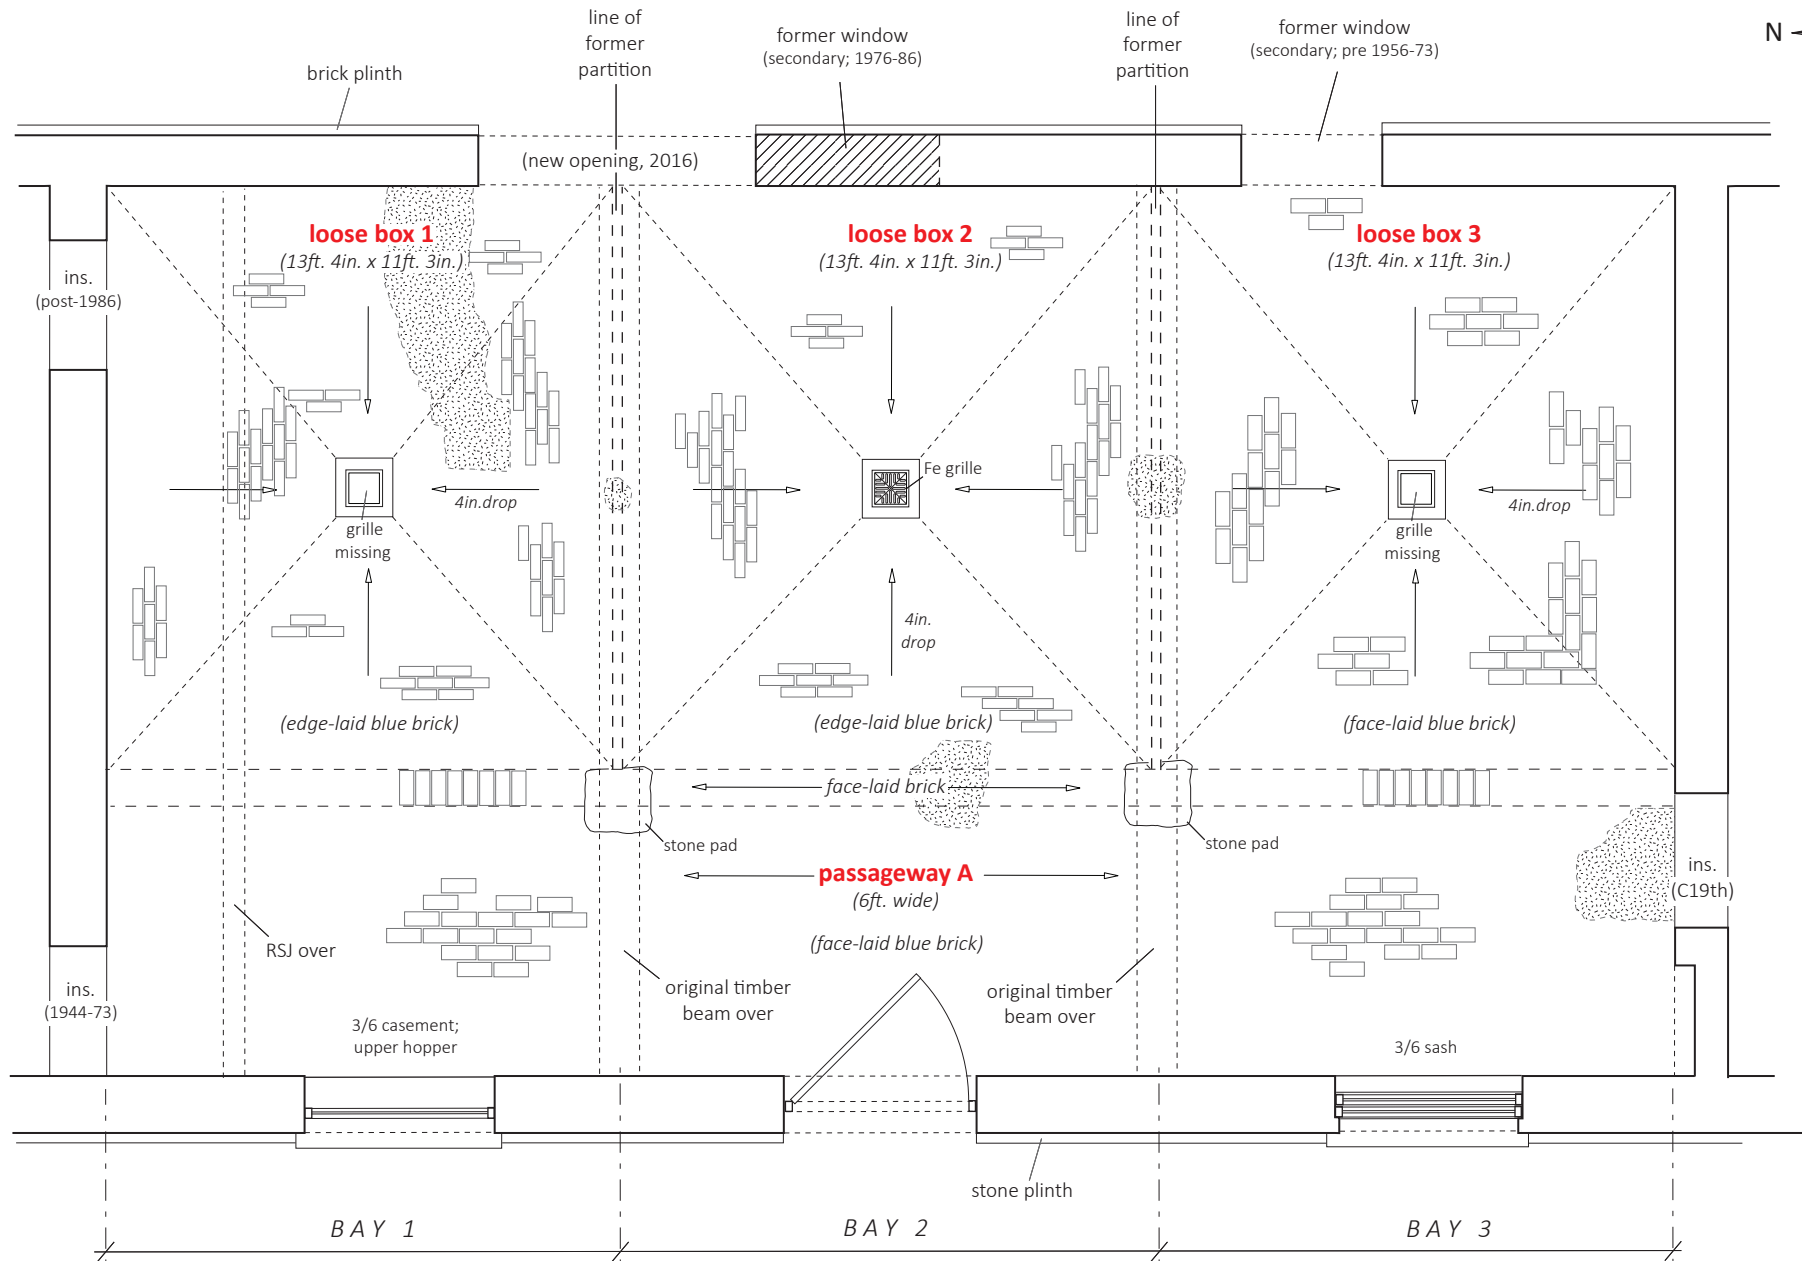 line of
former
partition
former window
(secondary; 1976-86)
line of
former
partition
former window
(secondary; pre 1956-73)
N
brick plinth
(new opening, 2016)
loose box 1
(13ft. 4in. x 11ft. 3in.)
loose box 2
(13ft. 4in. x 11ft. 3in.)
loose box 3
(13ft. 4in. x 11ft. 3in.)
ins.
(post-1986)
4in.drop
grille
missing
Fe grille
4in.drop
grille
missing
4in.
drop
(edge-laid blue brick)
(edge-laid blue brick)
(face-laid blue brick)
face-laid brick
stone pad
stone pad
passageway A
(6ft. wide)
(face-laid blue brick)
ins.
(C19th)
RSJ over
original timber
beam over
original timber
beam over
ins.
(1944-73)
3/6 casement;
upper hopper
3/6 sash
stone plinth
BAY 1
BAY 2
BAY 3